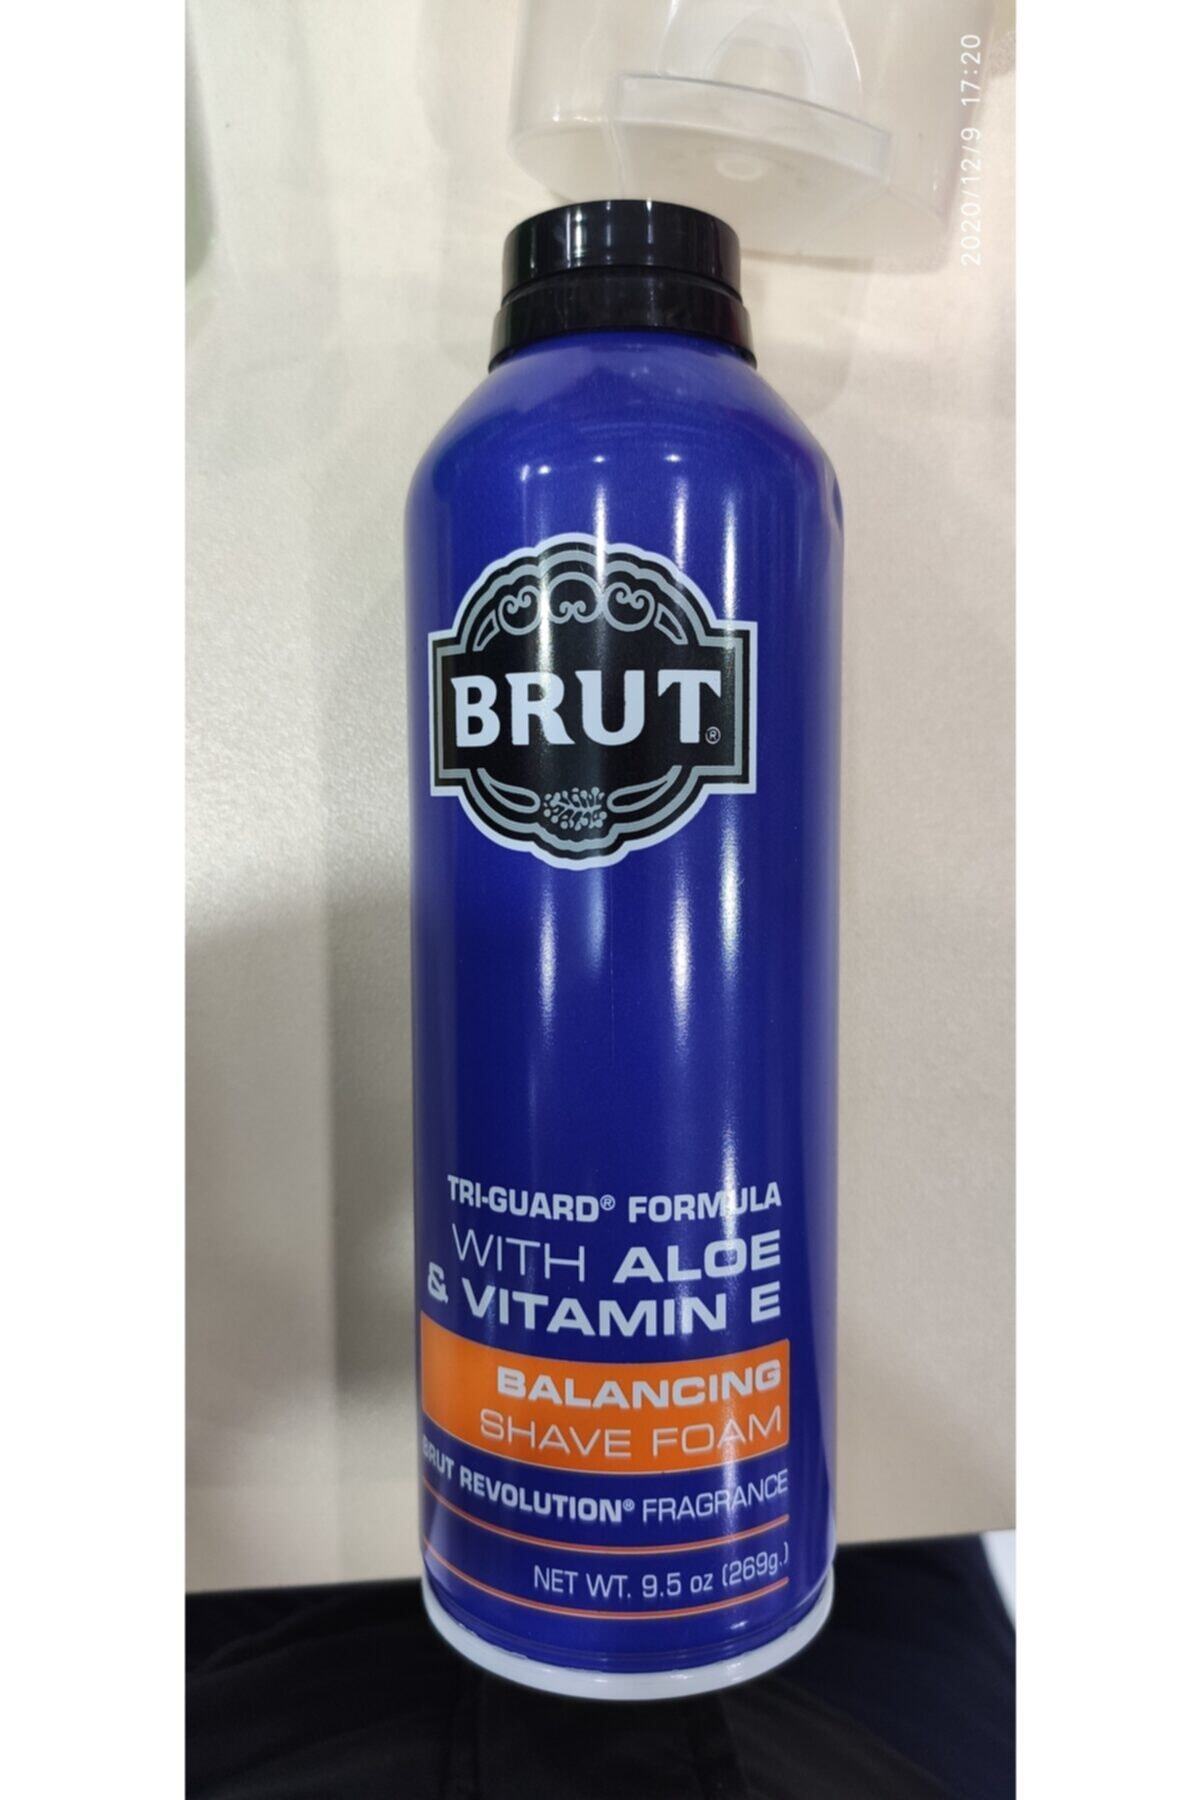 2020/12/9 17:20
BRUT®
TRI-GUARD® FORMULA
WITH ALOE
& VITAMIN E
BALANCING
SHAVE FOAM
BRUT REVOLUTION® FRAGRANCE
NET WT. 9.5 oz (269g.)